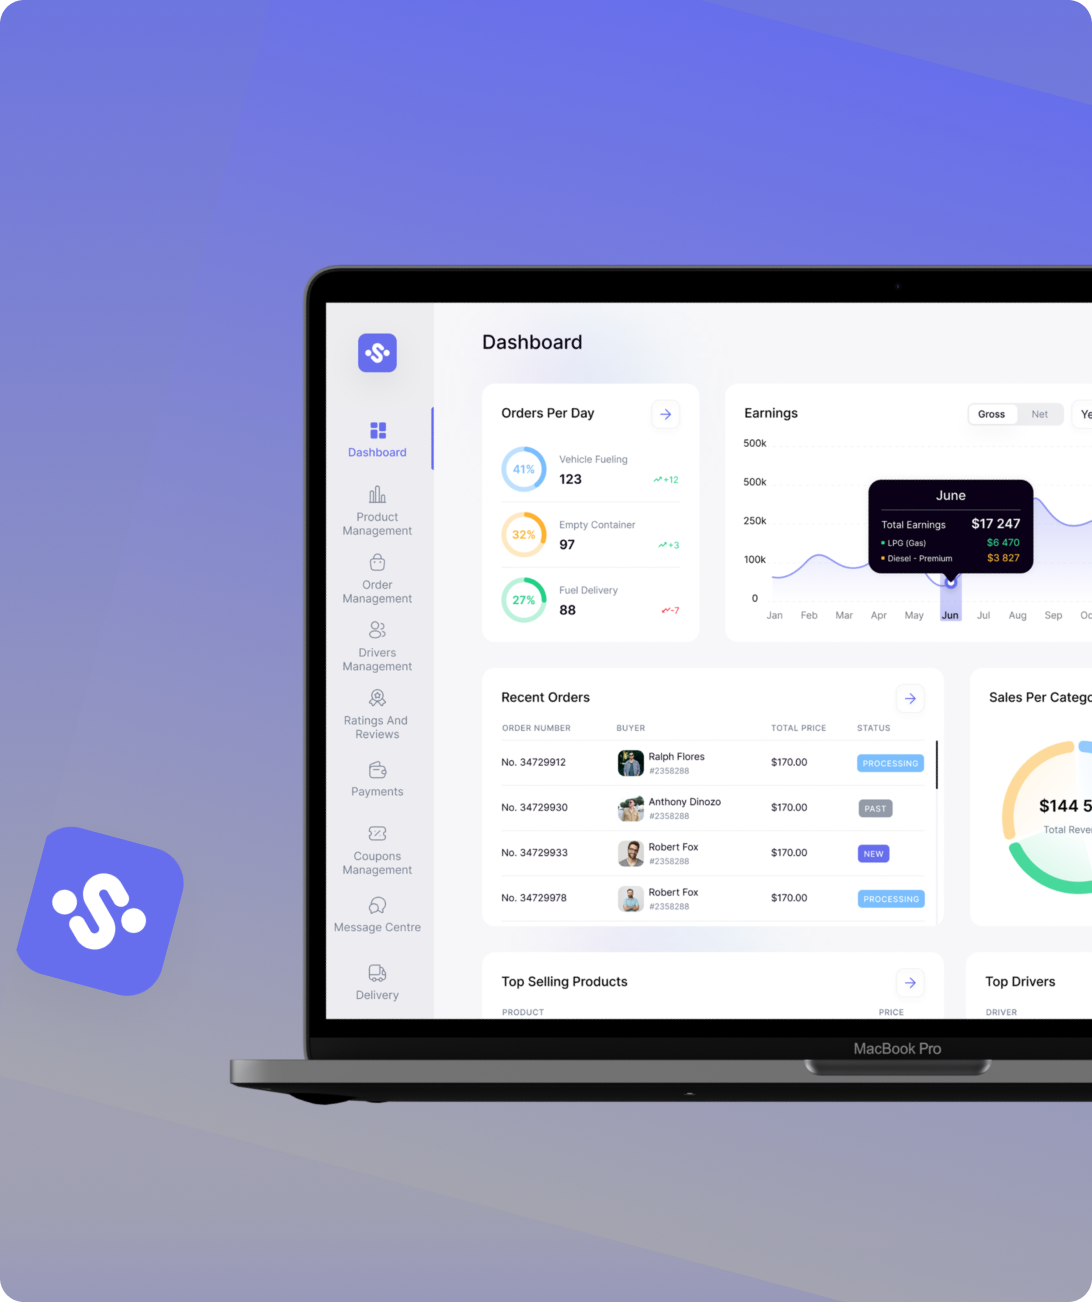 Dashboard
Dashboard
Product
Management
Order
Management
Drivers
Management
Ratings And
Reviews
Payments
Coupons
Management
Message Centre
Delivery
Orders Per Day
41%
Vehicle Fueling
123
+12
32%
Empty Container
97
+3
27%
Fuel Delivery
88
-7
Earnings
Gross Net Ye
500k
500k
250k
100k
0
June
Total Earnings $17 247
LPG (Gas) $6 470
Diesel - Premium $3 827
Jan Feb Mar Apr May Jun Jul Aug Sep Oc
Recent Orders
ORDER NUMBER BUYER TOTAL PRICE STATUS
No. 34729912 Ralph Flores #2358288 $170.00 PROCESSING
No. 34729930 Anthony Dinozo #2358288 $170.00 PAST
No. 34729933 Robert Fox #2358288 $170.00 NEW
No. 34729978 Robert Fox #2358288 $170.00 PROCESSING
Sales Per Catego
$144 5
Total Reve
Top Selling Products
PRODUCT PRICE
Top Drivers
DRIVER
MacBook Pro